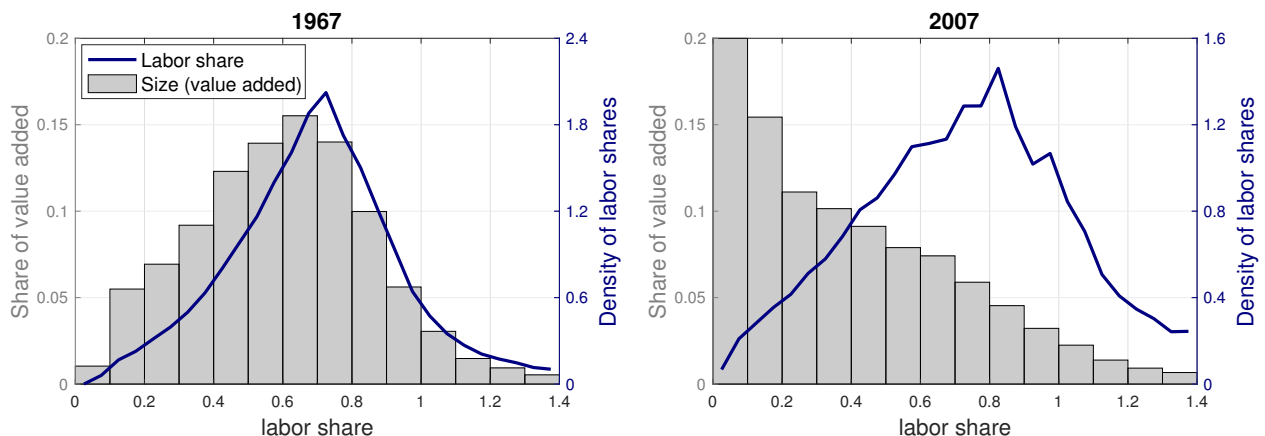 1967
Labor share
Size (value added)
Share of value added
0.2
0.15
0.1
0.05
0
2.4
1.8
1.2
0.6
0
Density of labor shares
0 0.2 0.4 0.6 0.8 1 1.2 1.4
labor share
2007
Share of value added
0.2
0.15
0.1
0.05
0
1.6
1.2
0.8
0.4
0
Density of labor shares
0 0.2 0.4 0.6 0.8 1 1.2 1.4
labor share